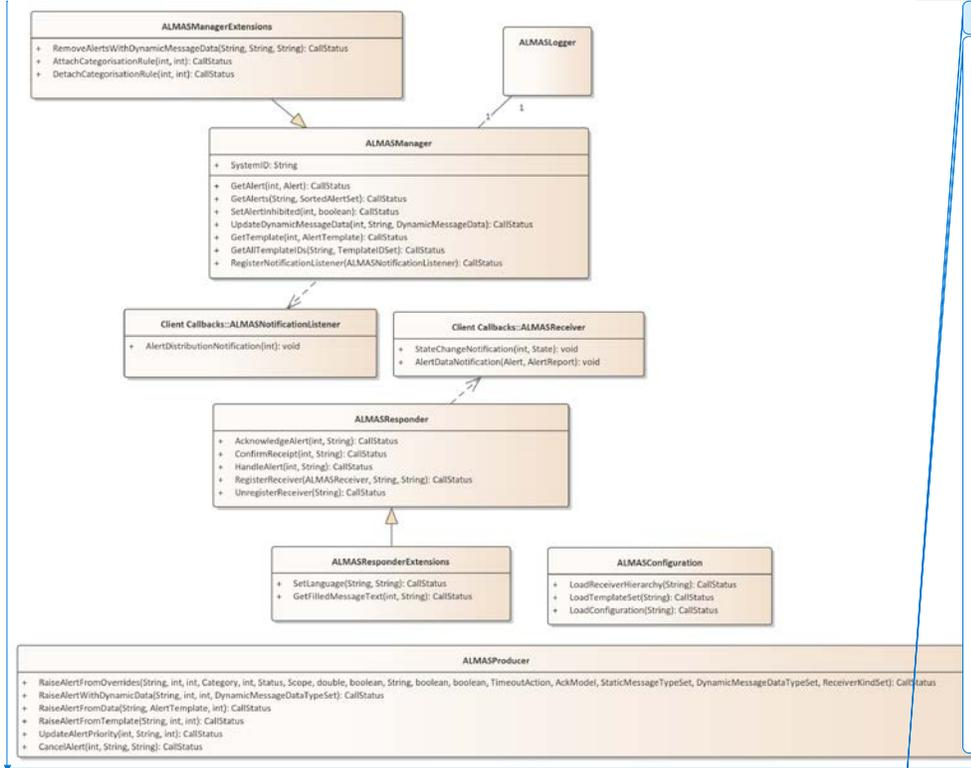 ALMASManagerExtensions
+ RemoveAlertsWithDynamicMessageData(String, String, String): CallStatus
+ AttachCategorisationRule(int, int): CallStatus
+ DetachCategorisationRule(int, int): CallStatus
ALMASLogger
1
1
ALMASManager
+ SystemID: String
+ GetAlert(int, Alert): CallStatus
+ GetAlerts(String, SortedAlertSet): CallStatus
+ SetAlertInhibited(int, boolean): CallStatus
+ UpdateDynamicMessageData(int, String, DynamicMessageData): CallStatus
+ GetTemplate(int, AlertTemplate): CallStatus
+ GetAllTemplateIDs(String, TemplateIDSet): CallStatus
+ RegisterNotificationListener(ALMASNotificationListener): CallStatus
Client Callbacks::ALMASNotificationListener
+ AlertDistributionNotification(int): void
Client Callbacks::ALMASReceiver
+ StateChangeNotification(int, State): void
+ AlertDataNotification(Alert, AlertReport): void
ALMASResponder
+ AcknowledgeAlert(int, String): CallStatus
+ ConfirmReceipt(int, String): CallStatus
+ HandleAlert(int, String): CallStatus
+ RegisterReceiver(ALMASReceiver, String, String): CallStatus
+ UnregisterReceiver(String): CallStatus
ALMASResponderExtensions
+ SetLanguage(String, String): CallStatus
+ GetFilledMessageText(int, String): CallStatus
ALMASConfiguration
+ LoadReceiverHierarchy(String): CallStatus
+ LoadTemplateSet(String): CallStatus
+ LoadConfiguration(String): CallStatus
ALMASProducer
+ RaiseAlertFromOverrides(String, int, int, Category, int, Status, Scope, double, boolean, String, boolean, boolean, TimeoutAction, AckModel, StaticMessageTypeSet, DynamicMessageDataTypeSet, ReceiverKindSet): CallStatus
+ RaiseAlertWithDynamicData(String, int, int, DynamicMessageDataTypeSet): CallStatus
+ RaiseAlertFromData(String, AlertTemplate, int): CallStatus
+ RaiseAlertFromTemplate(String, int, int): CallStatus
+ UpdateAlertPriority(int, String, int): CallStatus
+ CancelAlert(int, String, String): CallStatus